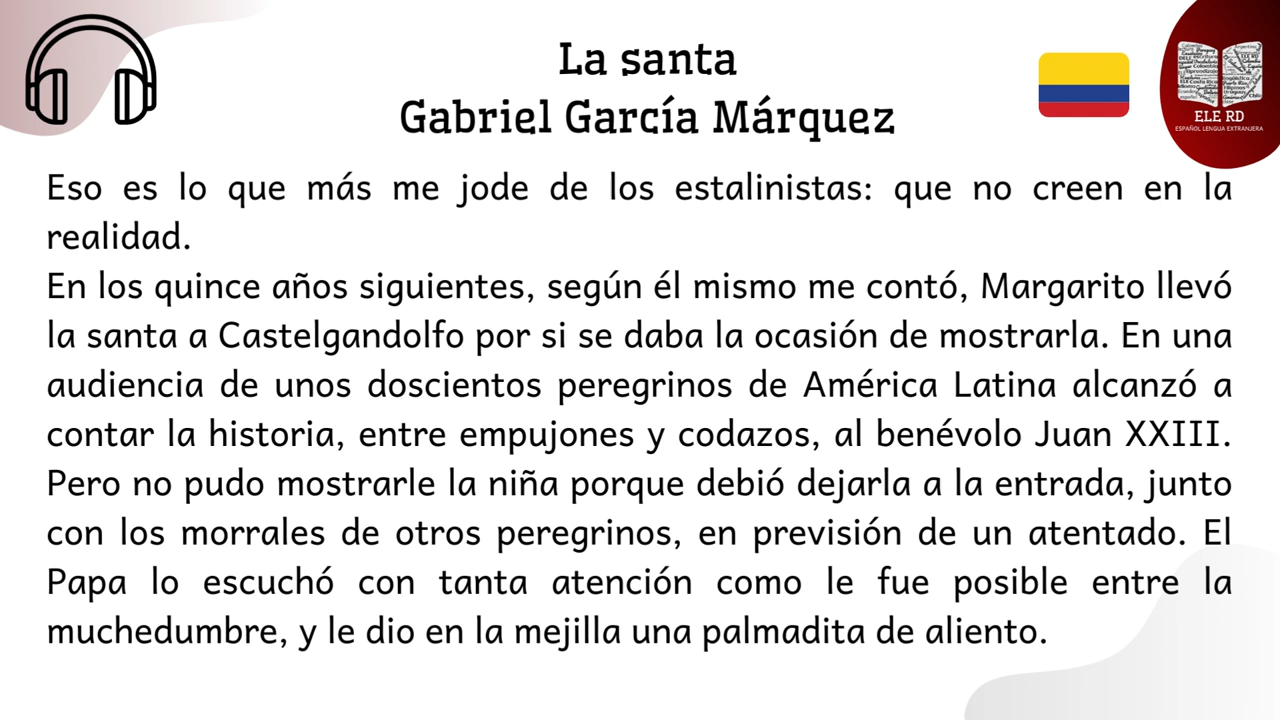 La santa
Gabriel García Márquez
ELE RD
ESPAÑOL LENGUA EXTRANJERA
Eso es lo que más me jode de los estalinistas: que no creen en la
realidad.
En los quince años siguientes, según él mismo me contó, Margarito llevó
la santa a Castelgandolfo por si se daba la ocasión de mostrarla. En una
audiencia de unos doscientos peregrinos de América Latina alcanzó a
contar la historia, entre empujones y codazos, al benévolo Juan XXIII.
Pero no pudo mostrarle la niña porque debió dejarla a la entrada, junto
con los morrales de otros peregrinos, en previsión de un atentado. El
Papa lo escuchó con tanta atención como le fue posible entre la
muchedumbre, y le dio en la mejilla una palmadita de aliento.